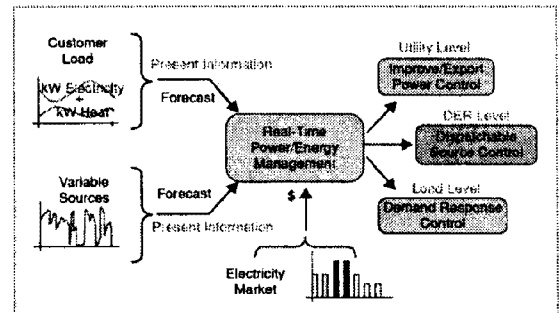 Customer
Load
kW Electricity
+
kW Heat
Present Information
Forecast
Variable
Sources
Forecast
Present Information
Real-Time
Power/Energy
Management
$
Electricity
Market
Utility Level
Improve/Export
Power Control
DER Level
Dispatchable
Source Control
Load Level
Demand Response
Control